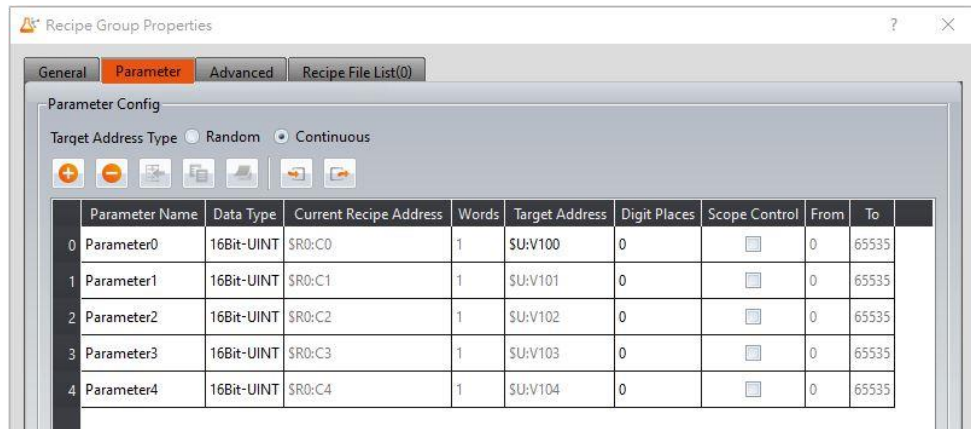 Recipe Group Properties ? ×
General Parameter Advanced Recipe File List(0)
Parameter Config
Target Address Type Random Continuous
Parameter Name Data Type Current Recipe Address Words Target Address Digit Places Scope Control From To
0 Parameter0 16Bit-UINT $R0:C0 1 $U:V100 0 0 65535
1 Parameter1 16Bit-UINT $R0:C1 1 $U:V101 0 0 65535
2 Parameter2 16Bit-UINT $R0:C2 1 $U:V102 0 0 65535
3 Parameter3 16Bit-UINT $R0:C3 1 $U:V103 0 0 65535
4 Parameter4 16Bit-UINT $R0:C4 1 $U:V104 0 0 65535